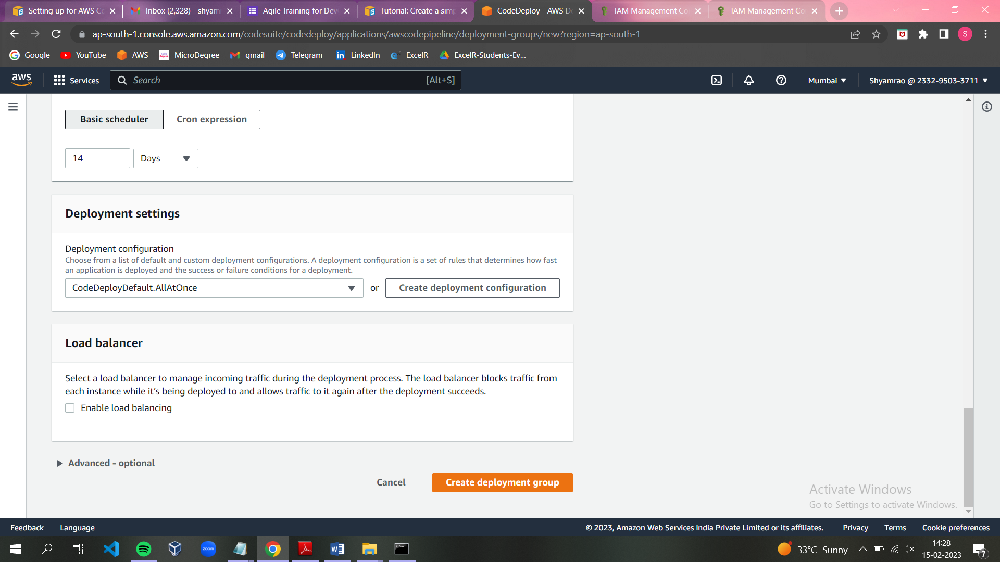 Setting up for AWS Co
Inbox (2,328) - shyam
Agile Training for Dev
Tutorial: Create a simp
CodeDeploy - AWS De
IAM Management Co
IAM Management Co
ap-south-1.console.aws.amazon.com/codesuite/codedeploy/applications/awscodepipeline/deployment-groups/new?region=ap-south-1
S
Google
YouTube
AWS
MicroDegree
gmail
Telegram
LinkedIn
ExcelR
ExcelR-Students-Ev...
aws
Services
Search
[Alt+S]
Mumbai
Shyamrao @ 2332-9503-3711
Basic scheduler
Cron expression
14
Days
Deployment settings
Deployment configuration
Choose from a list of default and custom deployment configurations. A deployment configuration is a set of rules that determines how fast
an application is deployed and the success or failure conditions for a deployment.
CodeDeployDefault.AllAtOnce
or
Create deployment configuration
Load balancer
Select a load balancer to manage incoming traffic during the deployment process. The load balancer blocks traffic from
each instance while it’s being deployed to and allows traffic to it again after the deployment succeeds.
Enable load balancing
Advanced - optional
Cancel
Create deployment group
Activate Windows
Go to Settings to activate Windows.
Feedback
Language
© 2023, Amazon Web Services India Private Limited or its affiliates.
Privacy
Terms
Cookie preferences
zoom
33°C Sunny
14:28
15-02-2023
7